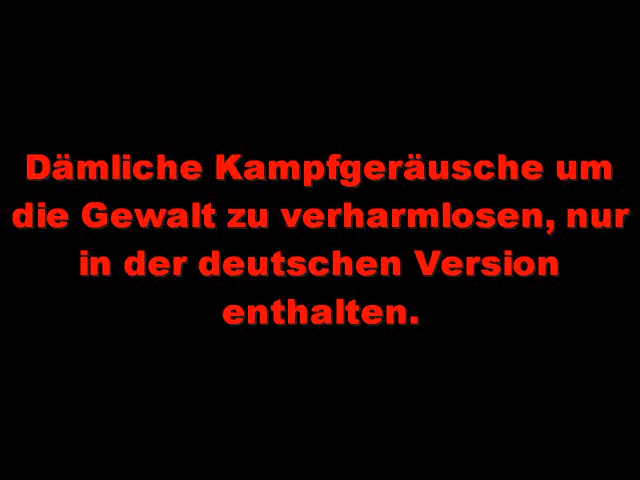 Dämliche Kampfgeräusche um
die Gewalt zu verharmlosen, nur
in der deutschen Version
enthalten.